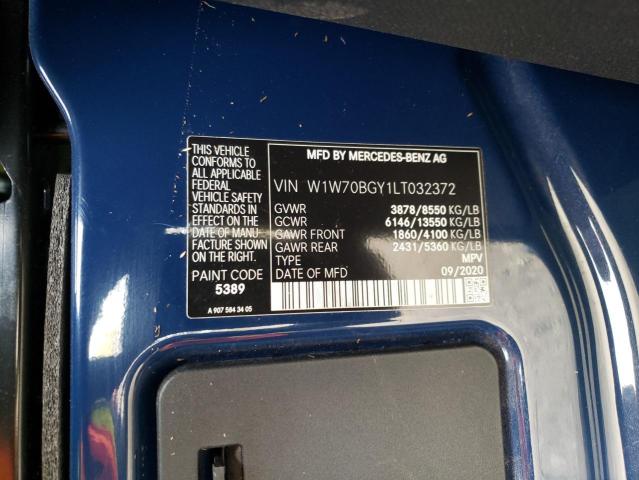 THIS VEHICLE
CONFORMS TO
ALL APPLICABLE
FEDERAL
VEHICLE SAFETY
STANDARDS IN
EFFECT ON THE
DATE OF MANU
FACTURE SHOWN
ON THE RIGHT.
PAINT CODE
5389
A 907 584 34 05
MFD BY MERCEDES-BENZ AG
VIN W1W70BGY1LT032372
GVWR 3878/8550 KG/LB
GCWR 6146/13550 KG/LB
GAWR FRONT 1860/4100 KG/LB
GAWR REAR 2431/5360 KG/LB
TYPE MPV
DATE OF MFD 09/2020